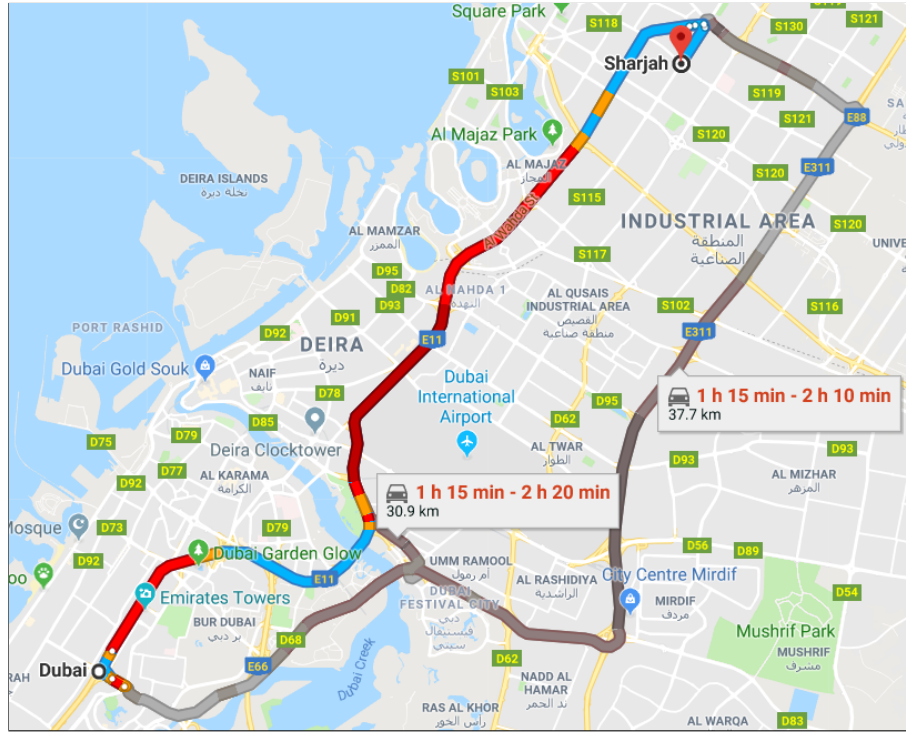 Square Park
S118
S130
S121
Sharjah
S101
S103
S119
S121
E88
Al Majaz Park
S120
AL MAJAZ
المجاز
DEIRA ISLANDS
جزيرة ديرة
E311
S120
S115
Al Wahda St
INDUSTRIAL AREA
المنطقة
الصناعية
S120
AL MAMZAR
الممزر
S117
UNIVE
D95
D82
AL NAHDA 1
النهدة
AL QUSAIS
INDUSTRIAL AREA
القصيص
منطقة صناعية
D93
S102
S116
PORT RASHID
D91
D92
E11
E311
DEIRA
ديرة
Dubai Gold Souk
NAIF
نايف
Dubai
International
Airport
D78
1 h 15 min - 2 h 10 min
37.7 km
D95
D62
D85
D79
D75
Deira Clocktower
AL TWAR
الطوار
D93
D93
D77
AL KARAMA
الكرامة
D92
AL MIZHAR
المزهر
1 h 15 min - 2 h 20 min
30.9 km
Mosque
D73
D79
D92
Dubai Garden Glow
D56
D89
UMM RAMOOL
أم رمول
AL RASHIDIYA
الراشدية
City Centre Mirdif
E11
D54
Emirates Towers
DUBAI
FESTIVAL CITY
دبي
فيستيفال
سيتي
MIRDIF
مردف
BUR DUBAI
بر دبي
Mushrif Park
D68
MUSHRIF
مشرف
D62
Dubai
E66
Dubai Creek
NADD AL
HAMAR
ند الحمر
RAS AL KHOR
رأس الخور
AL WARQA
D83